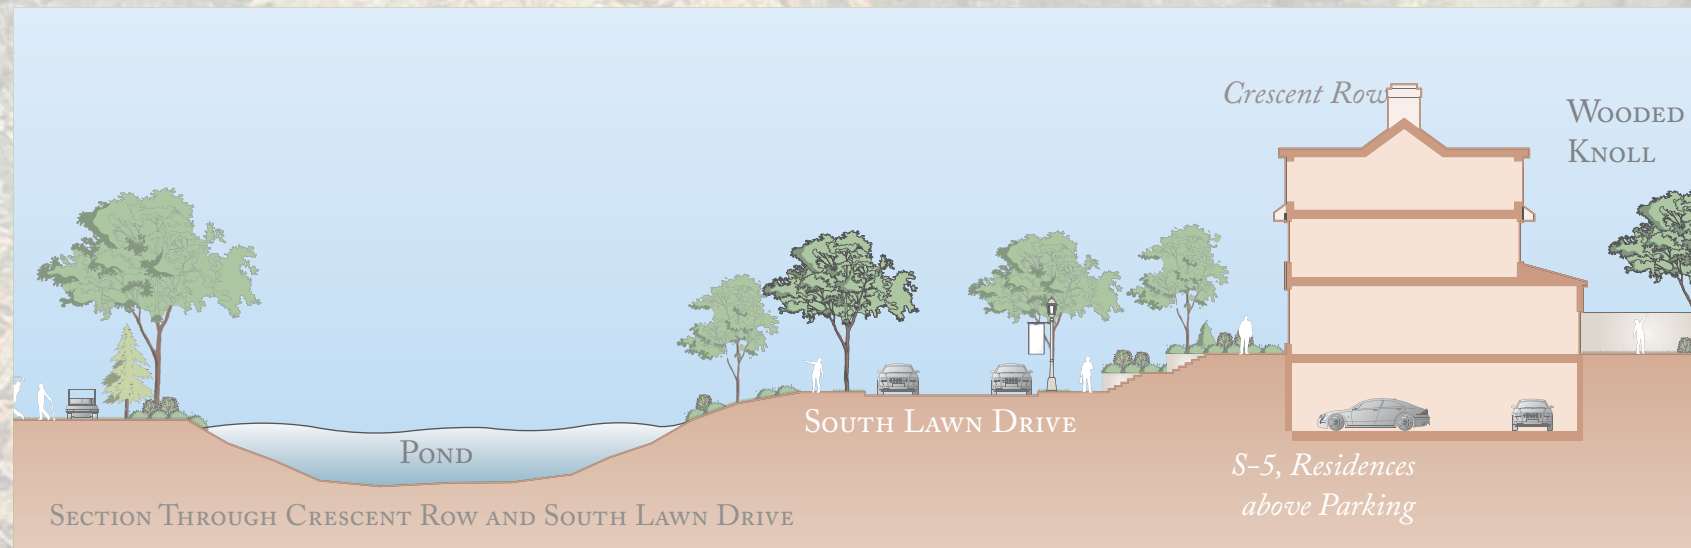 Crescent Row
Wooded
Knoll
South Lawn Drive
Pond
S-5, Residences
above Parking
Section Through Crescent Row and South Lawn Drive